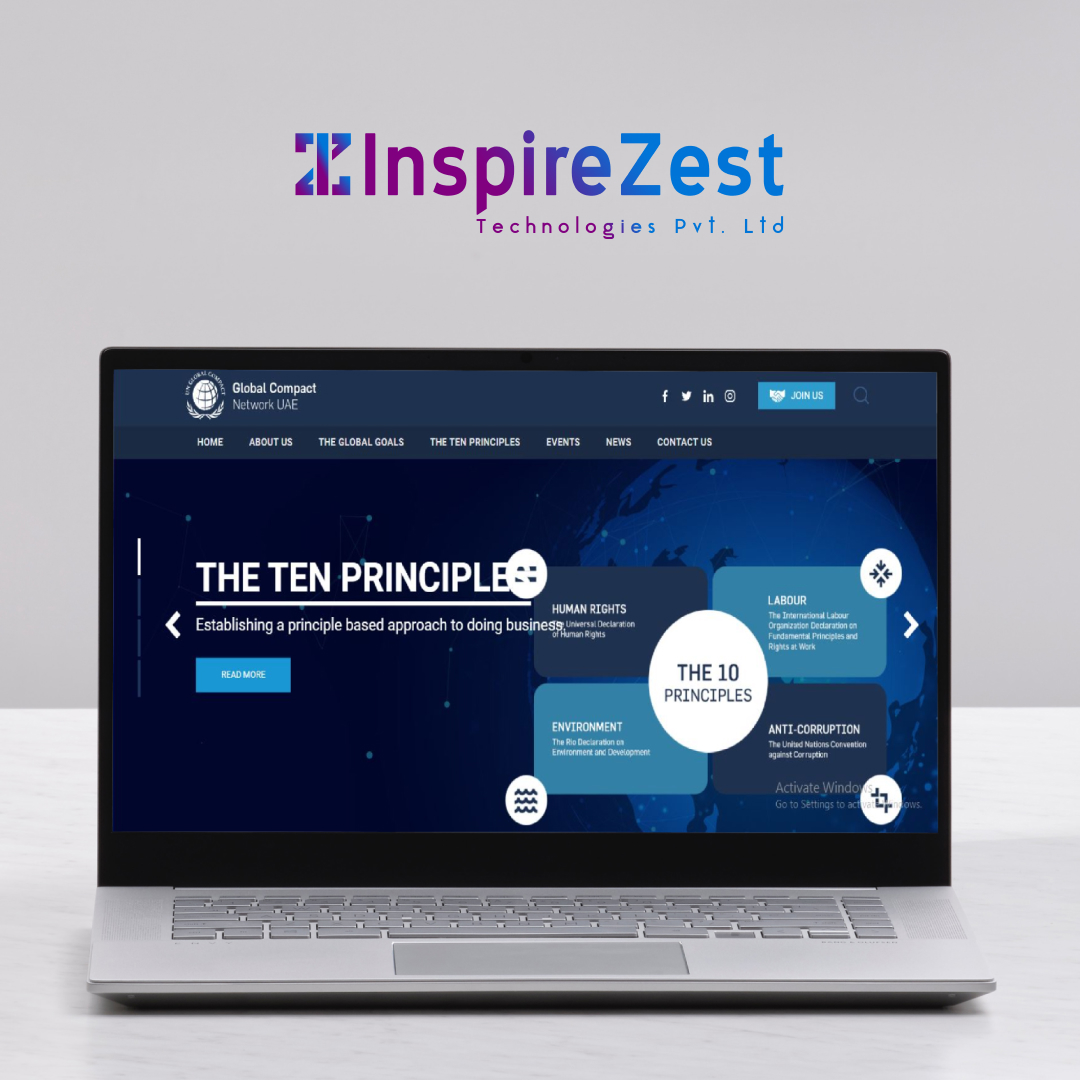 InspireZest
Technologies Pvt. Ltd
UN GLOBAL COMPACT
Global Compact
Network UAE
JOIN US
HOME ABOUT US THE GLOBAL GOALS THE TEN PRINCIPLES EVENTS NEWS CONTACT US
THE TEN PRINCIPLES
Establishing a principle based approach to doing business.
READ MORE
HUMAN RIGHTS
The Universal Declaration
of Human Rights
LABOUR
The International Labour
Organization Declaration on
Fundamental Principles and
Rights at Work
THE 10
PRINCIPLES
ENVIRONMENT
The Rio Declaration on
Environment and Development
ANTI-CORRUPTION
The United Nations Convention
against Corruption
Activate Windows
Go to Settings to activate Windows.